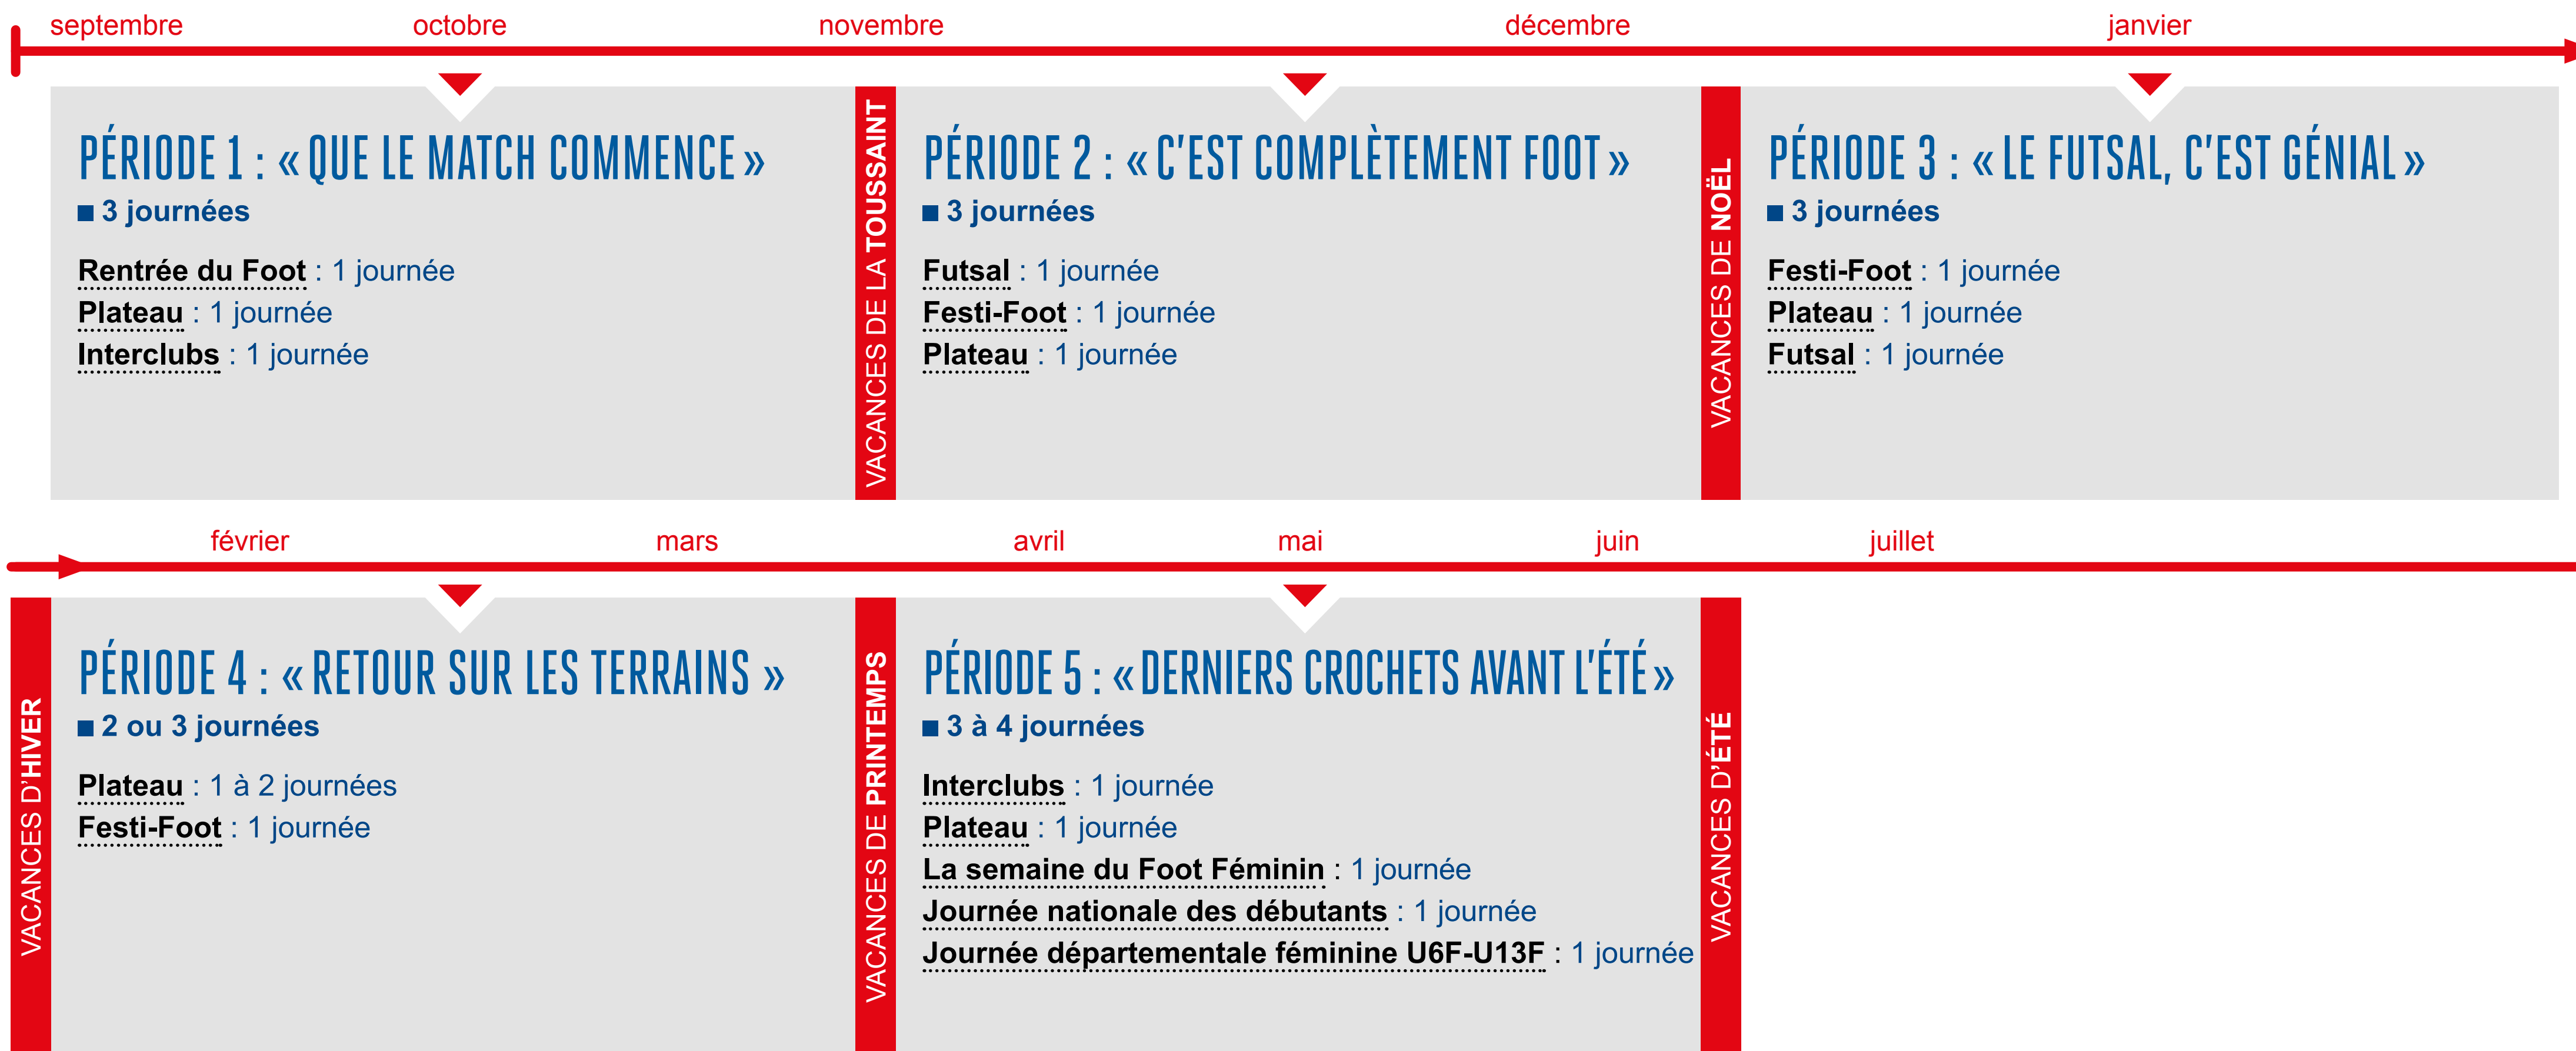 septembre octobre novembre décembre janvier
PÉRIODE 1 : « QUE LE MATCH COMMENCE »
3 journées
Rentrée du Foot : 1 journée
Plateau : 1 journée
Interclubs : 1 journée
VACANCES DE LA TOUSSAINT
PÉRIODE 2 : « C'EST COMPLÈTEMENT FOOT »
3 journées
Futsal : 1 journée
Festi-Foot : 1 journée
Plateau : 1 journée
VACANCES DE NOËL
PÉRIODE 3 : « LE FUTSAL, C'EST GÉNIAL »
3 journées
Festi-Foot : 1 journée
Plateau : 1 journée
Futsal : 1 journée
février mars avril mai juin juillet
VACANCES D'HIVER
PÉRIODE 4 : « RETOUR SUR LES TERRAINS »
2 ou 3 journées
Plateau : 1 à 2 journées
Festi-Foot : 1 journée
VACANCES DE PRINTEMPS
PÉRIODE 5 : « DERNIERS CROCHETS AVANT L'ÉTÉ »
3 à 4 journées
Interclubs : 1 journée
Plateau : 1 journée
La semaine du Foot Féminin : 1 journée
Journée nationale des débutants : 1 journée
Journée départementale féminine U6F-U13F : 1 journée
VACANCES D'ÉTÉ